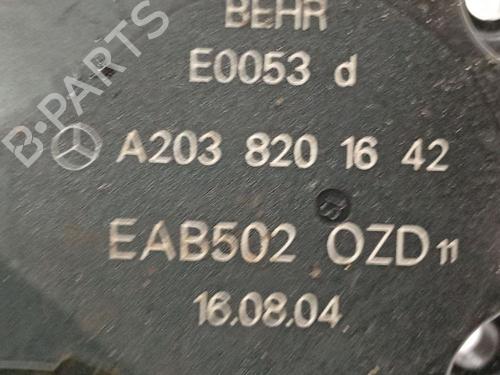 BEHR
E0053 d
A203 820 16 42
EAB502 OZD 11
16.08.04
B-PARTS